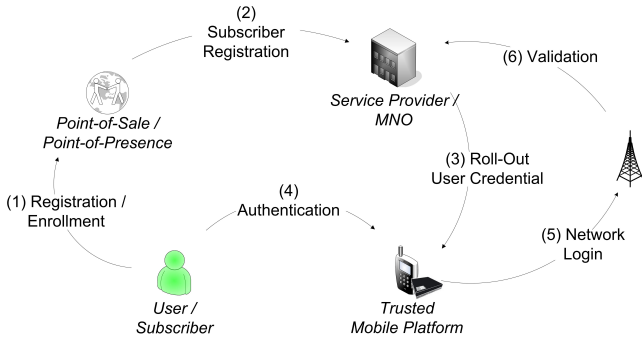 (2)
Subscriber
Registration
(6) Validation
Service Provider /
MNO
Point-of-Sale /
Point-of-Presence
(3) Roll-Out
User Credential
(1) Registration /
Enrollment
(4)
Authentication
(5) Network
Login
User /
Subscriber
Trusted
Mobile Platform